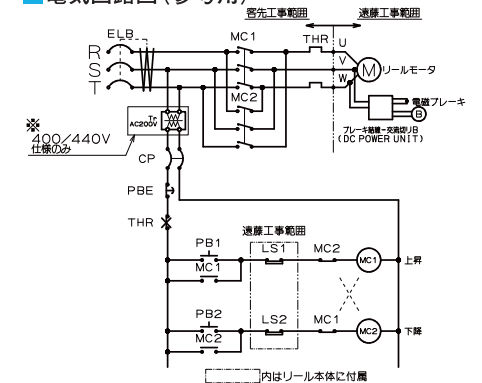 電気回路図(参考用)
客先工事範囲 遠藤工事範囲
ELB MC1 THR U
R
S V
T W
M リールモータ
MC2
電磁ブレーキ
B
ブレーキ結線-交流切りB
(DC POWER UNIT)
Tr
AC200V
※
400/440V
仕様のみ
CP
PBE
THR
遠藤工事範囲
PB1 LS1 MC2 MC1 上昇
MC1
PB2 LS2 MC1 MC2 下降
MC2
内はリール本体に付属